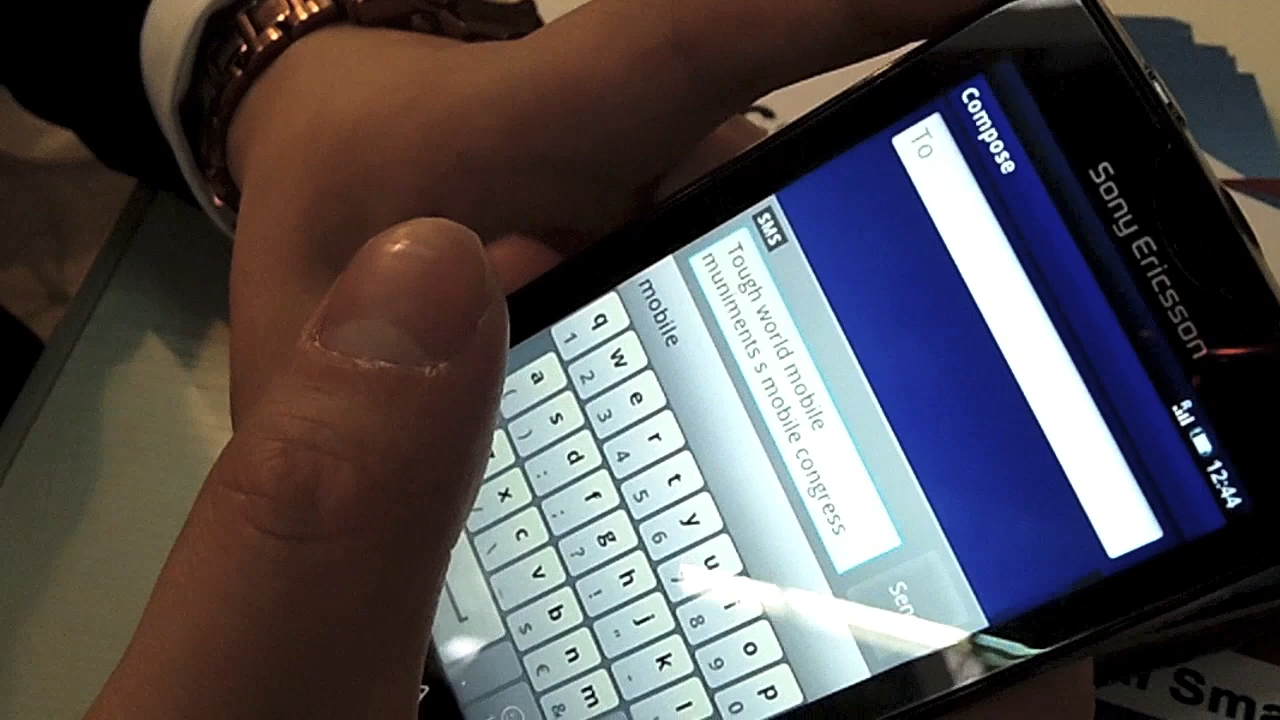 Sony Ericsson
12:44
Compose
To
SMS
Tough world mobile
muniments s mobile congress
mobile
q w e r t y u i o p
1 2 3 4 5 6 7 8 9 0
a s d f g h j k l
x c v b n m